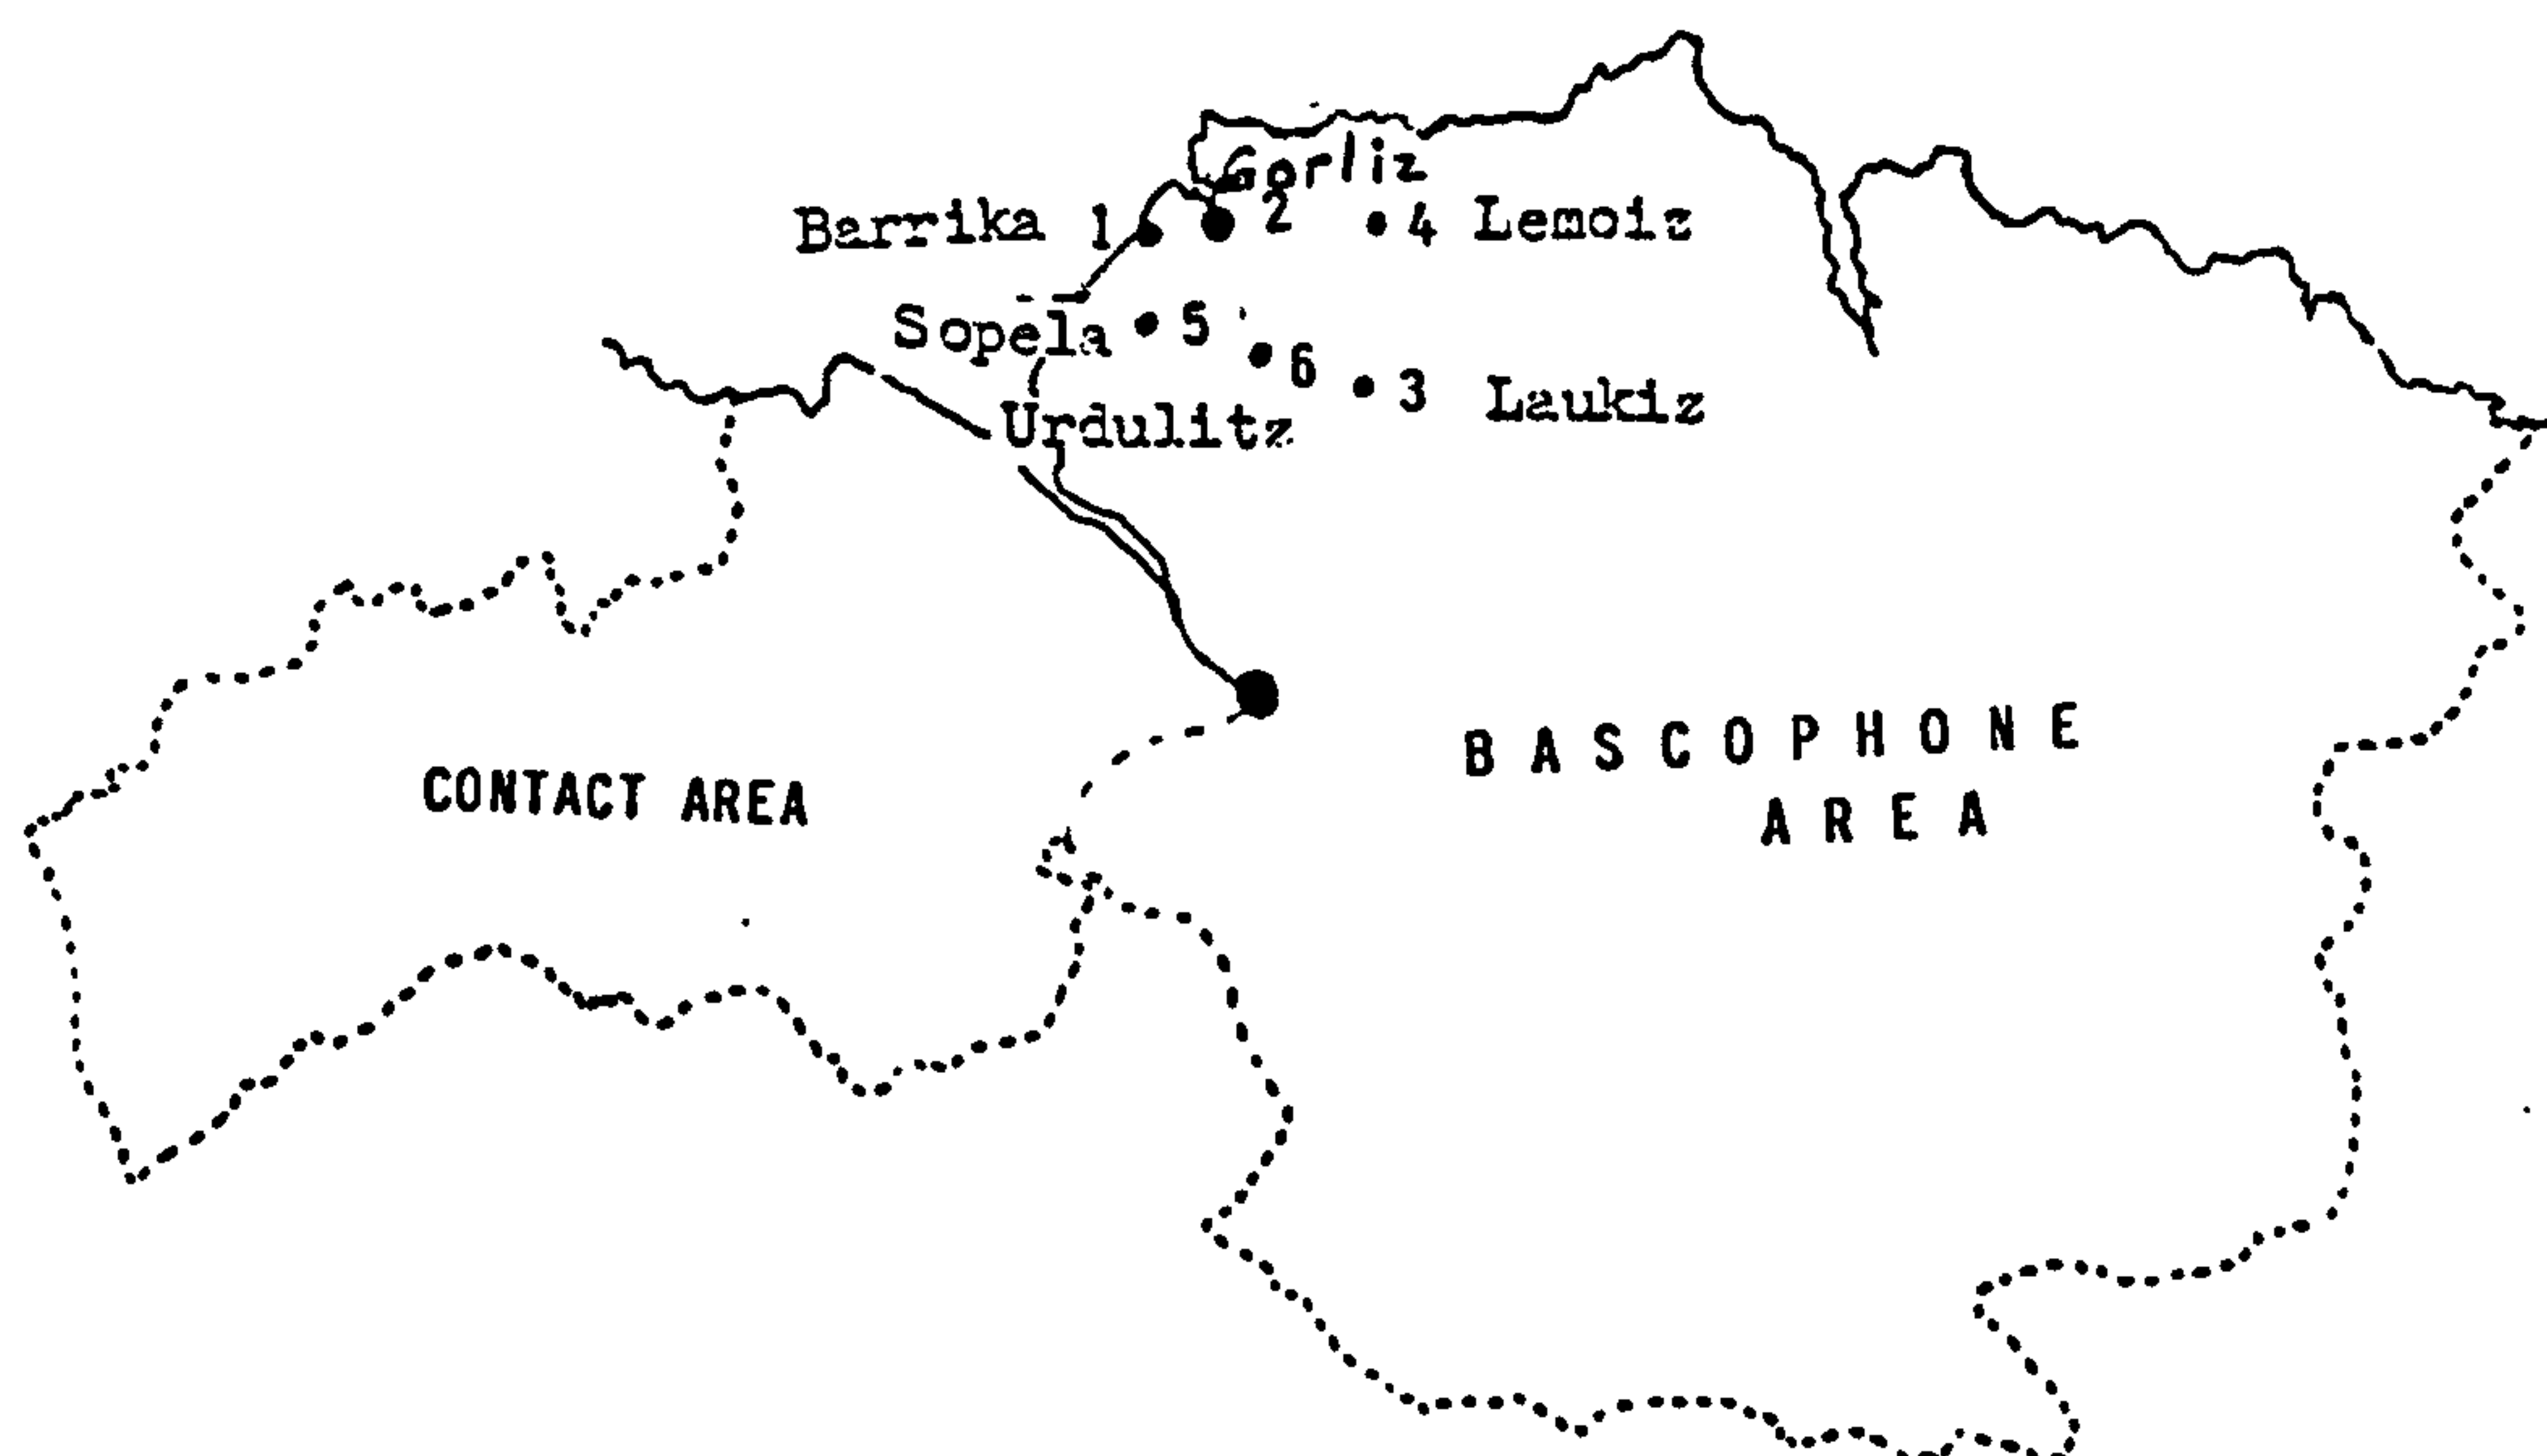 Gorliz
Barrika 1 2 4 Lemoiz
Sopela 5
6 3 Laukiz
Urdulitz
BASCOPHONE
AREA
CONTACT AREA